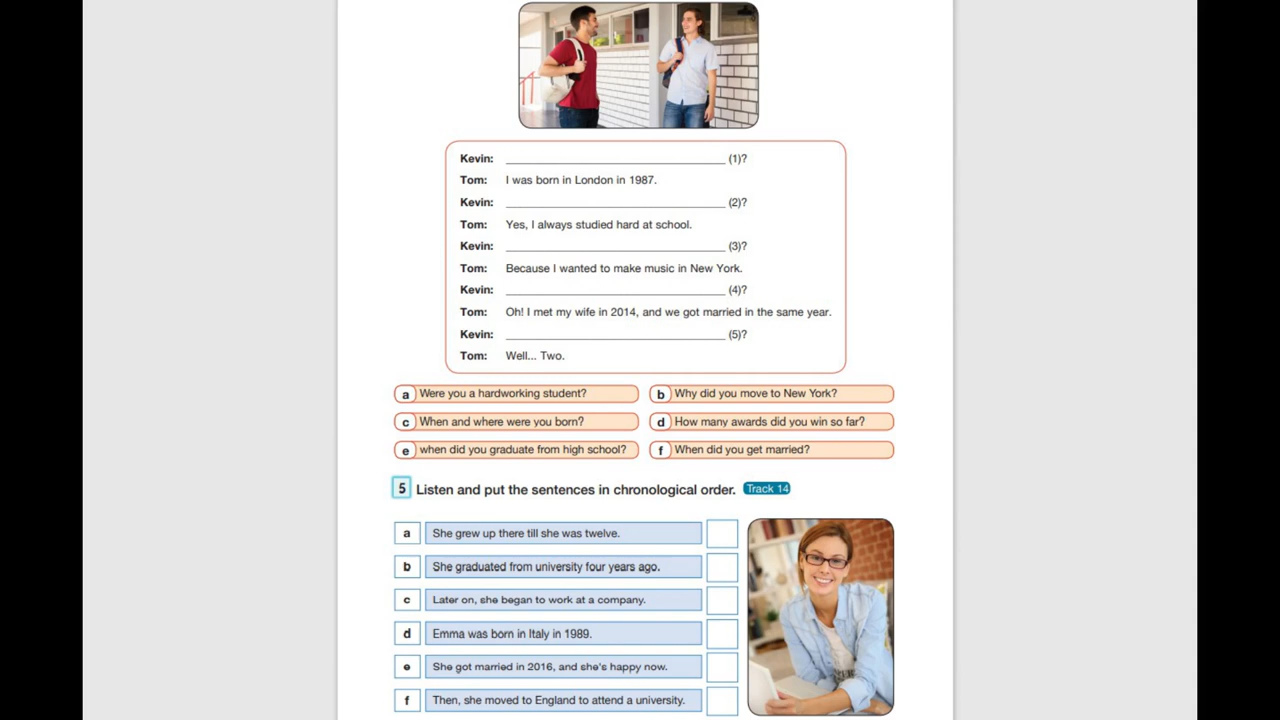 Kevin: ______________________________ (1)?
Tom: I was born in London in 1987.
Kevin: ______________________________ (2)?
Tom: Yes, I always studied hard at school.
Kevin: ______________________________ (3)?
Tom: Because I wanted to make music in New York.
Kevin: ______________________________ (4)?
Tom: Oh! I met my wife in 2014, and we got married in the same year.
Kevin: ______________________________ (5)?
Tom: Well... Two.
a Were you a hardworking student?
b Why did you move to New York?
c When and where were you born?
d How many awards did you win so far?
e when did you graduate from high school?
f When did you get married?
5 Listen and put the sentences in chronological order. Track 14
a She grew up there till she was twelve.
b She graduated from university four years ago.
c Later on, she began to work at a company.
d Emma was born in Italy in 1989.
e She got married in 2016, and she's happy now.
f Then, she moved to England to attend a university.